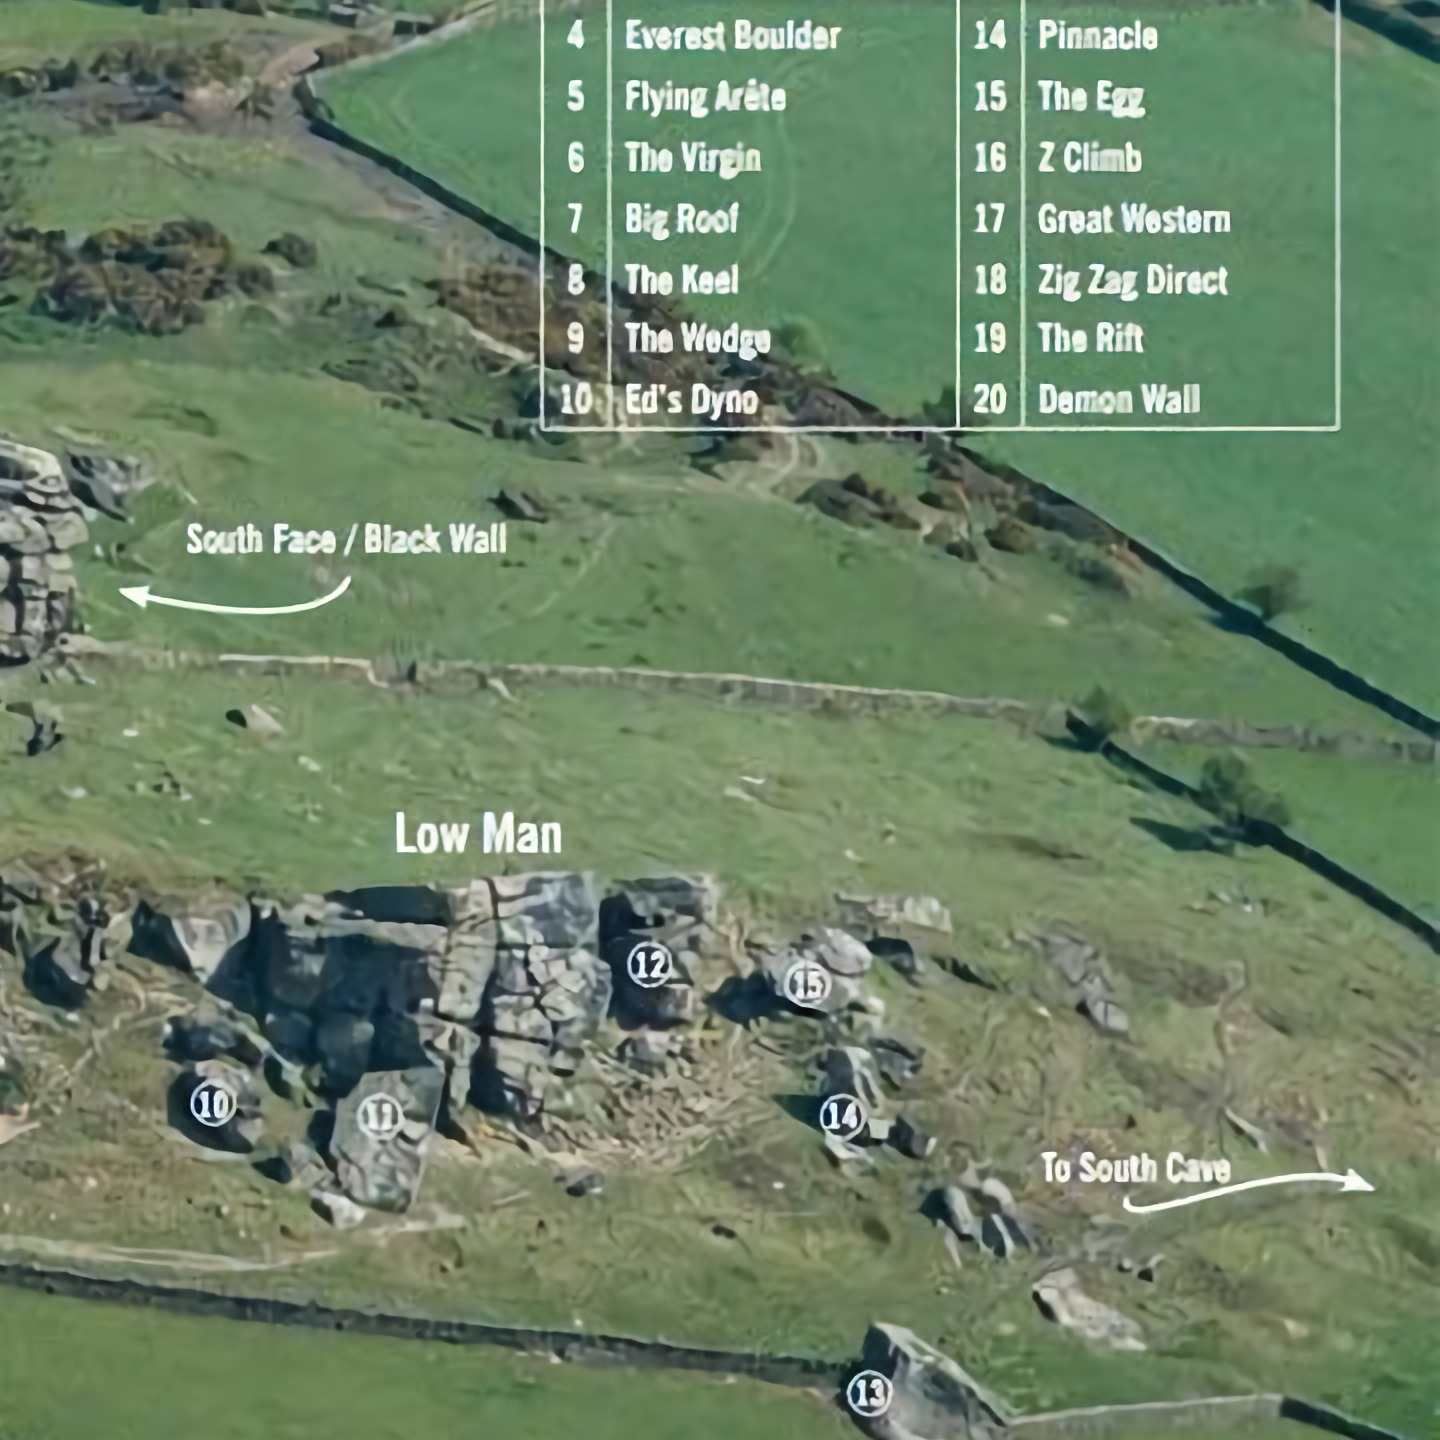 4 Everest Boulder 14 Pinnacle
5 Flying Arête 15 The Egg
6 The Virgin 16 Z Climb
7 Big Roof 17 Great Western
8 The Keel 18 Zig Zag Direct
9 The Wedge 19 The Rift
10 Ed's Dyno 20 Demon Wall
South Face / Black Wall
Low Man
12
15
10
11
14
To South Cave
13